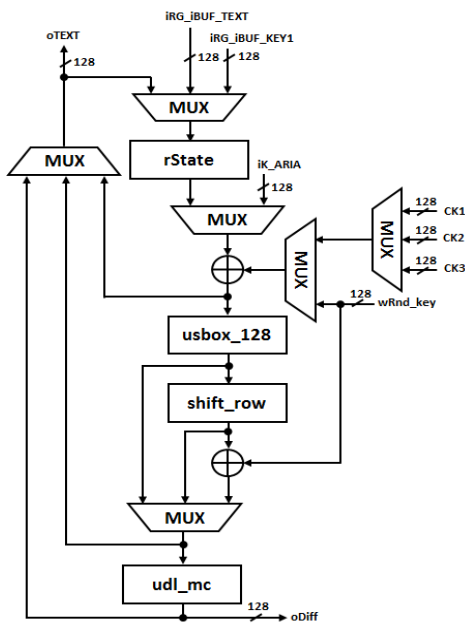 iRG_iBUF_TEXT
oTEXT
iRG_iBUF_KEY1
128
128
128
MUX
MUX
rState
iK_ARIA
128
MUX
128
CK1
MUX
128
CK2
MUX
128
CK3
128
wRnd_key
usbox_128
shift_row
MUX
udl_mc
128
oDiff